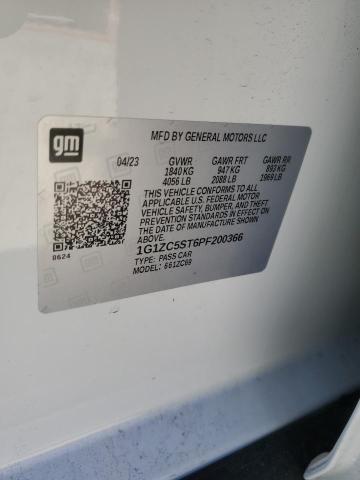 gm
MFD BY GENERAL MOTORS LLC
04/23 GVWR GAWR FRT GAWR RR
1840 KG 947 KG 893 KG
4056 LB 2088 LB 1969 LB
THIS VEHICLE CONFORMS TO ALL
APPLICABLE U.S. FEDERAL MOTOR
VEHICLE SAFETY, BUMPER, AND THEFT
PREVENTION STANDARDS IN EFFECT ON
THE DATE OF MANUFACTURE SHOWN ABOVE.
1G1ZC5ST6PF200366
TYPE: PASS CAR
MODEL: 661ZC69
8624